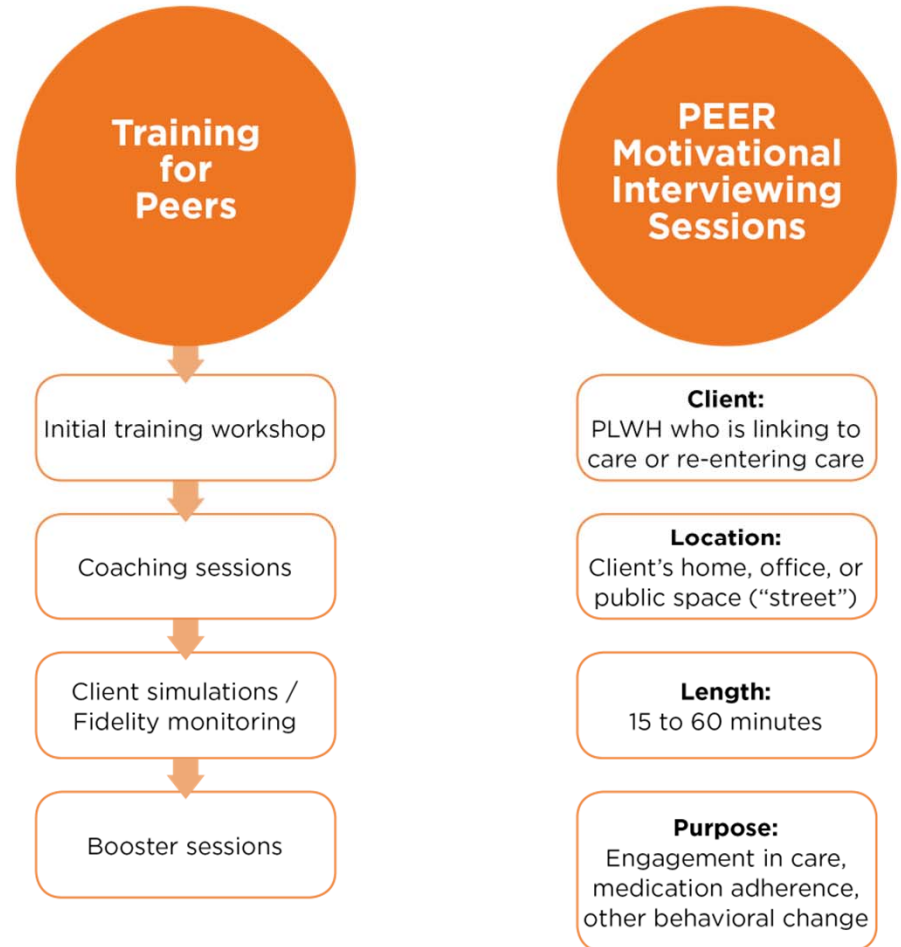 Training
for
Peers
Initial training workshop
Coaching sessions
Client simulations /
Fidelity monitoring
Booster sessions
PEER
Motivational
Interviewing
Sessions
Client:
PLWH who is linking to
care or re-entering care
Location:
Client’s home, office, or
public space (“street”)
Length:
15 to 60 minutes
Purpose:
Engagement in care,
medication adherence,
other behavioral change